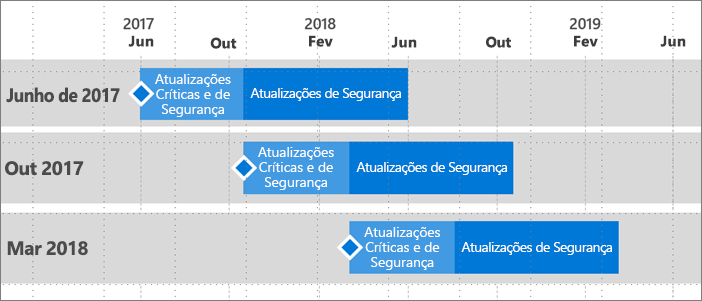 2017 2018 2019
Jun Out Fev Jun Out Fev Jun
Junho de 2017
Atualizações
Críticas e de
Segurança
Atualizações de Segurança
Out 2017
Atualizações
Críticas e de
Segurança
Atualizações de Segurança
Mar 2018
Atualizações
Críticas e de
Segurança
Atualizações de Segurança